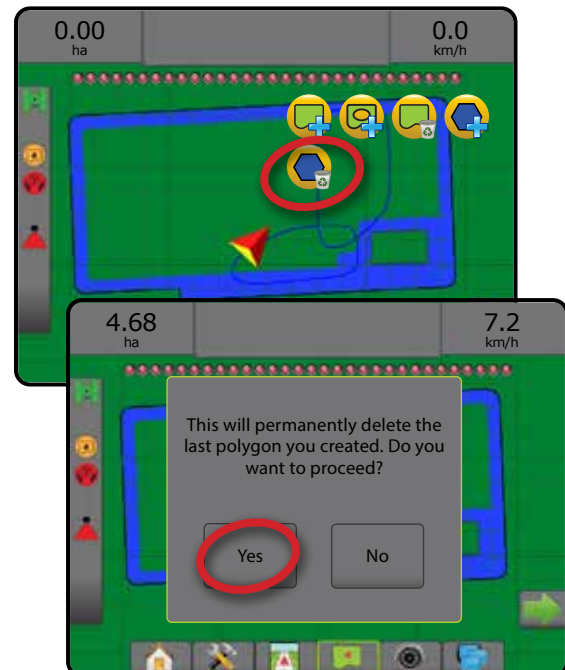 0.00
ha
0.0
km/h
4.68
ha
7.2
km/h
This will permanently delete the
last polygon you created. Do you
want to proceed?
Yes
No